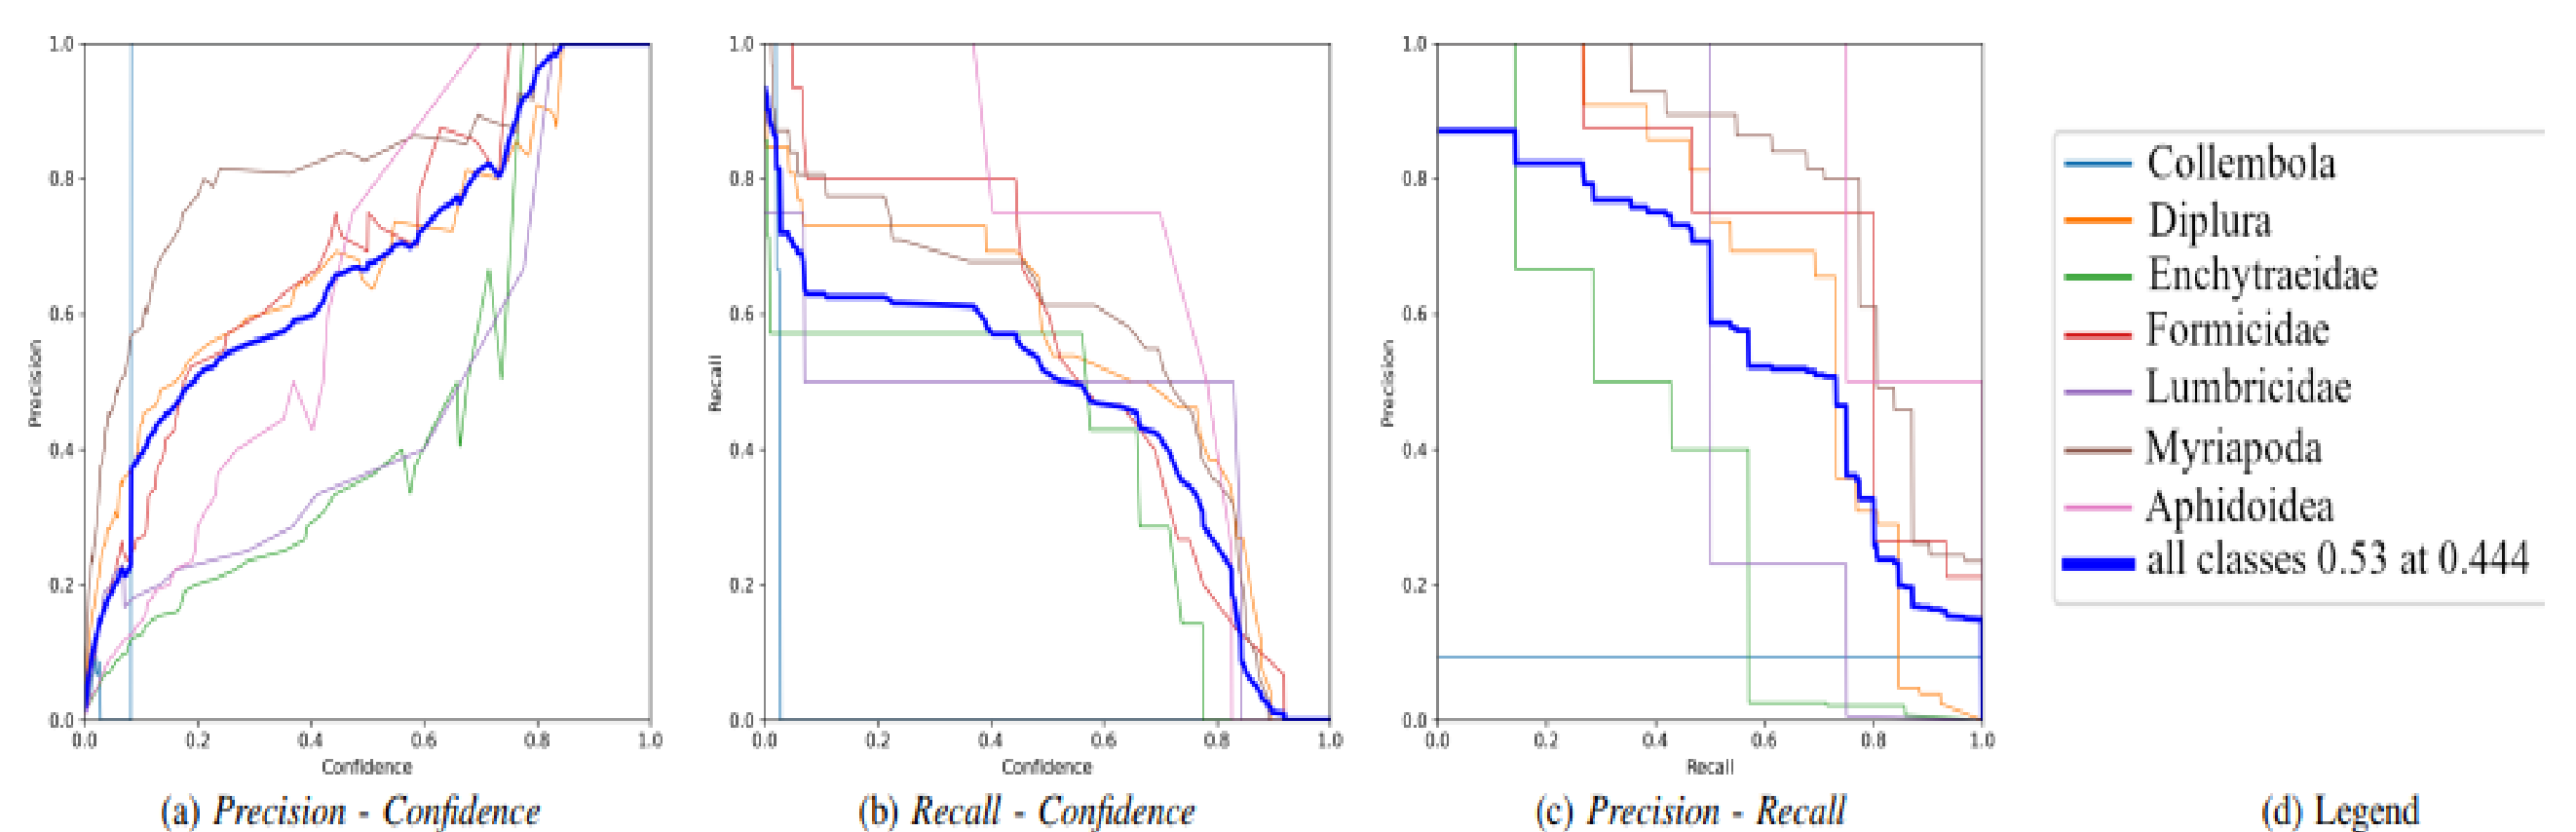 1.0
0.8
0.6
0.4
0.2
0.0
0.0 0.2 0.4 0.6 0.8 1.0
Precision
Confidence
(a) Precision - Confidence
1.0
0.8
0.6
0.4
0.2
0.0
0.0 0.2 0.4 0.6 0.8 1.0
Recall
Confidence
(b) Recall - Confidence
1.0
0.8
0.6
0.4
0.2
0.0
0.0 0.2 0.4 0.6 0.8 1.0
Precision
Recall
(c) Precision - Recall
Collembola
Diplura
Enchytraeidae
Formicidae
Lumbricidae
Myriapoda
Aphidoidea
all classes 0.53 at 0.444
(d) Legend